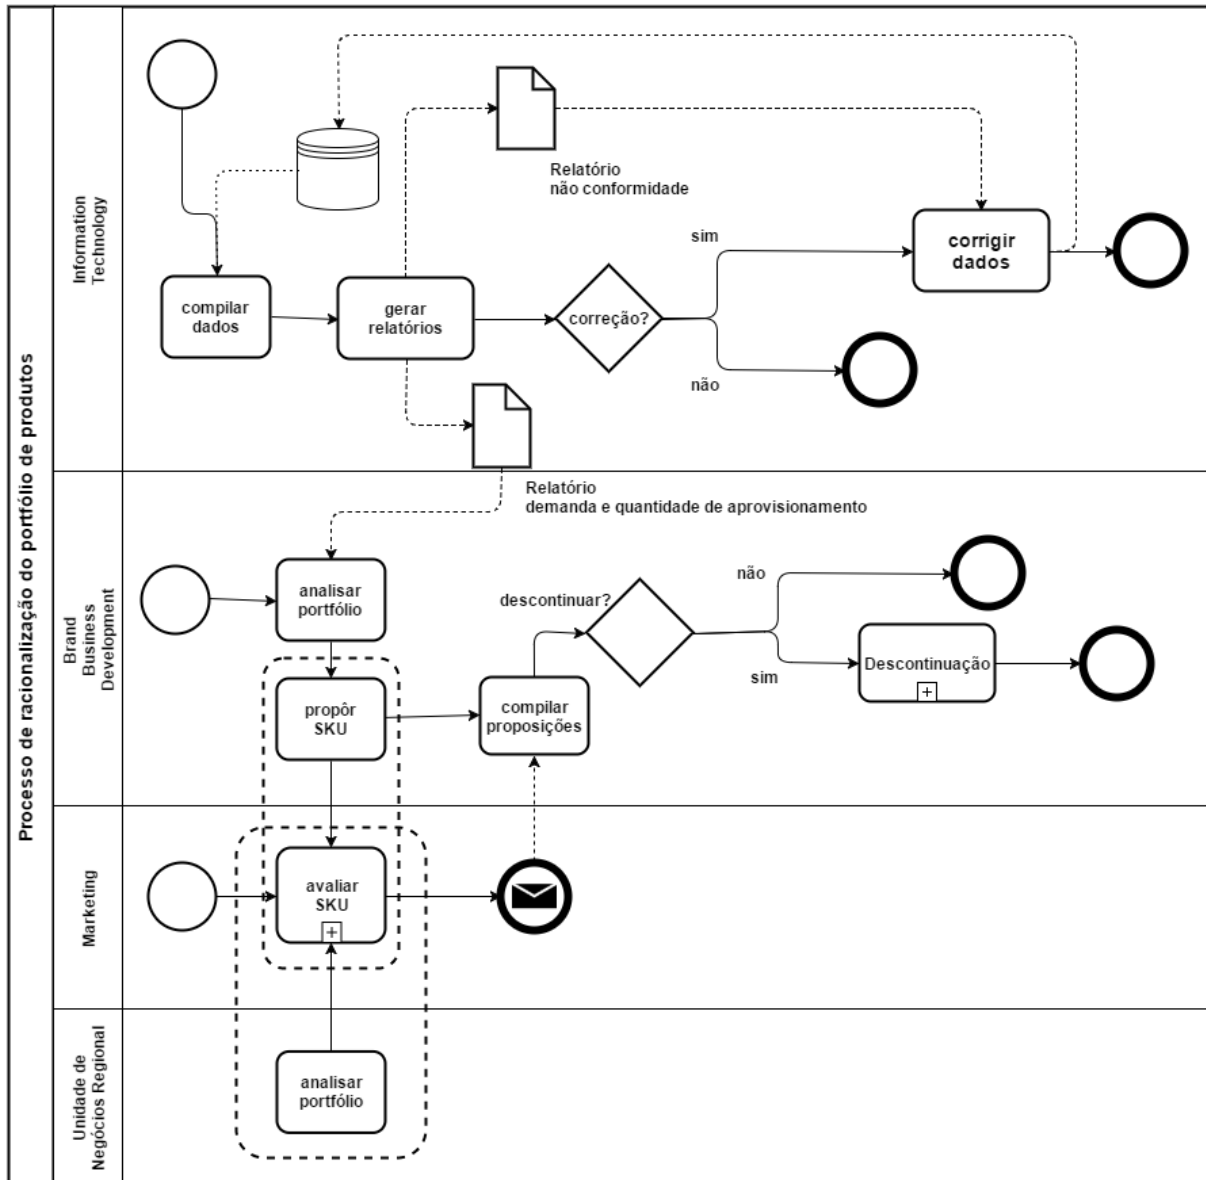 Processo de racionalização do portfólio de produtos
Information
Technology
Relatório
não conformidade
sim
corrigir
dados
compilar
dados
gerar
relatórios
correção?
não
Relatório
demanda e quantidade de aprovisionamento
Brand
Business
Development
analisar
portfólio
descontinuar?
não
sim
Descontinuação
propôr
SKU
compilar
proposições
Marketing
avaliar
SKU
Unidade de
Negócios Regional
analisar
portfólio